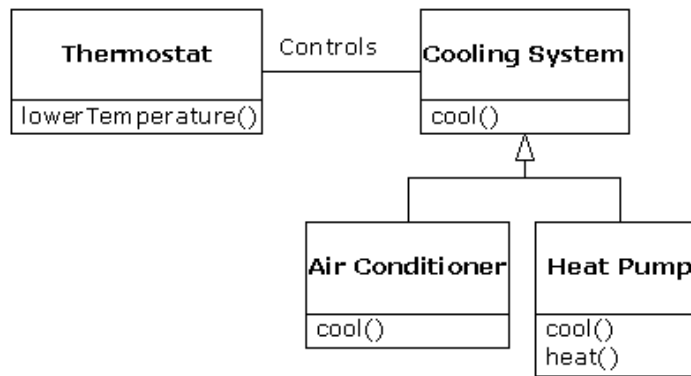 Thermostat
lowerTemperature()
Controls
Cooling System
cool()
Air Conditioner
cool()
Heat Pump
cool()
heat()